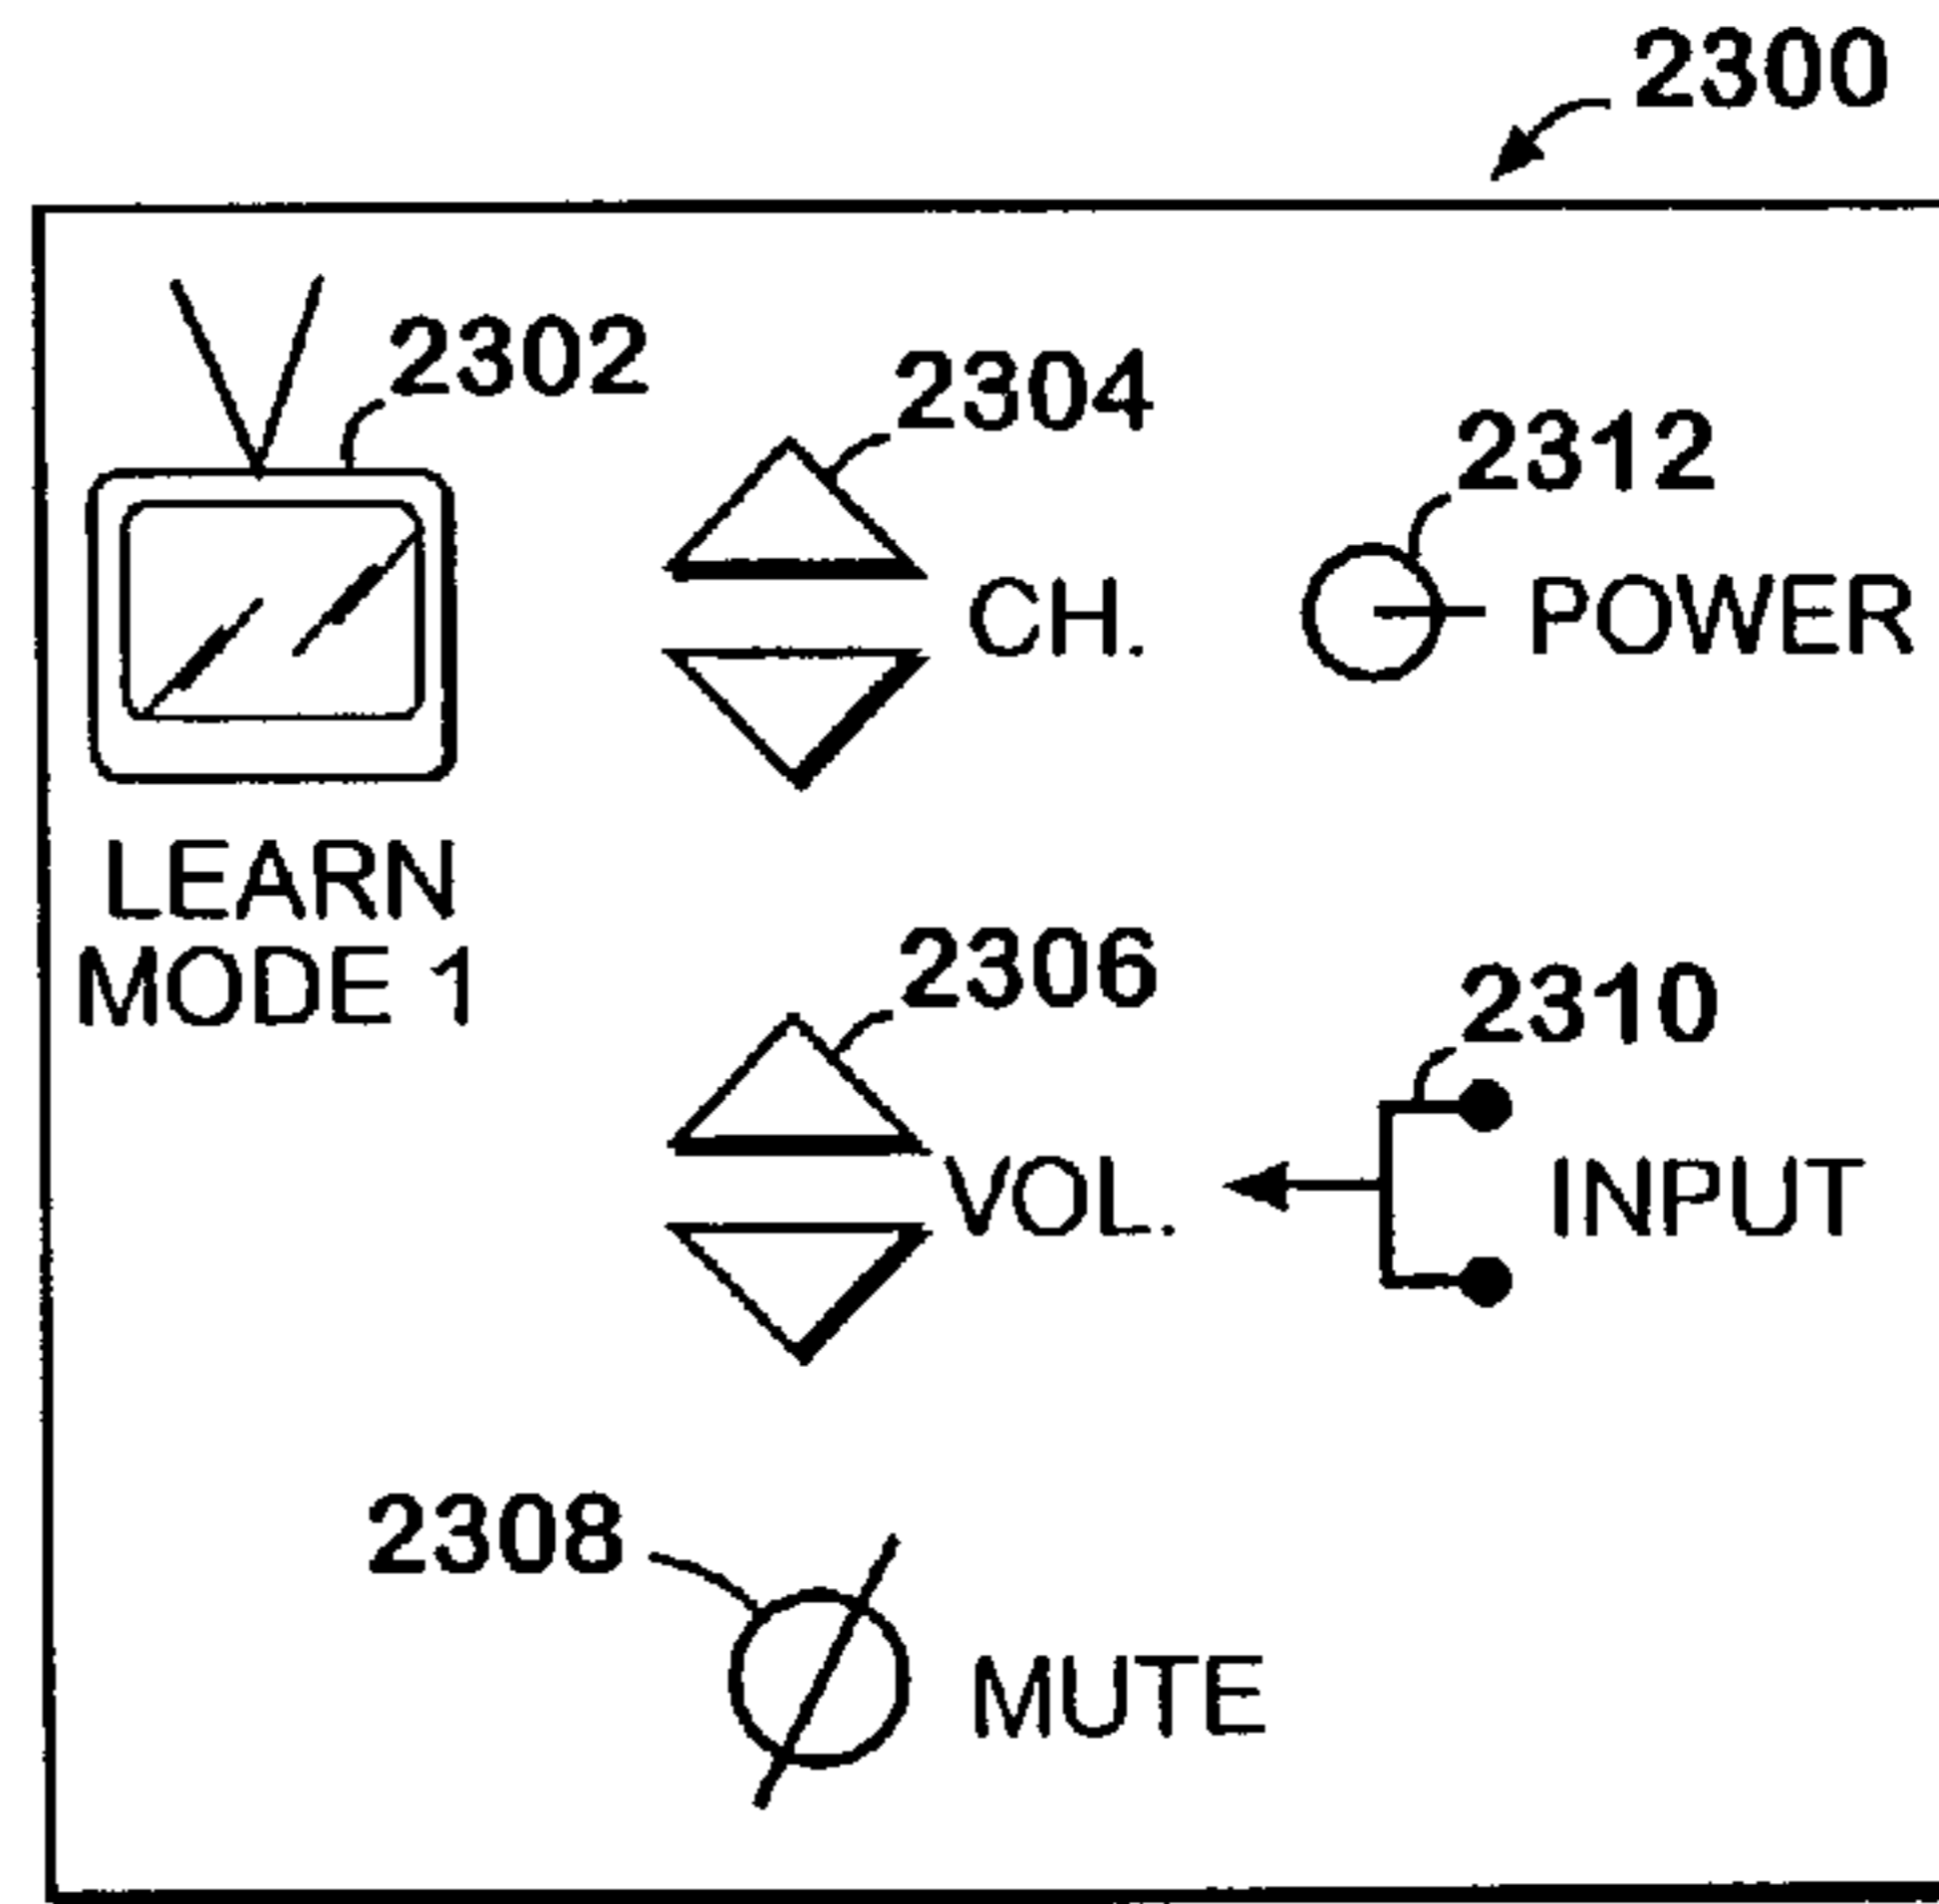 2300
2302
2304
2312
CH.
POWER
LEARN
MODE 1
2306
2310
VOL.
INPUT
2308
MUTE